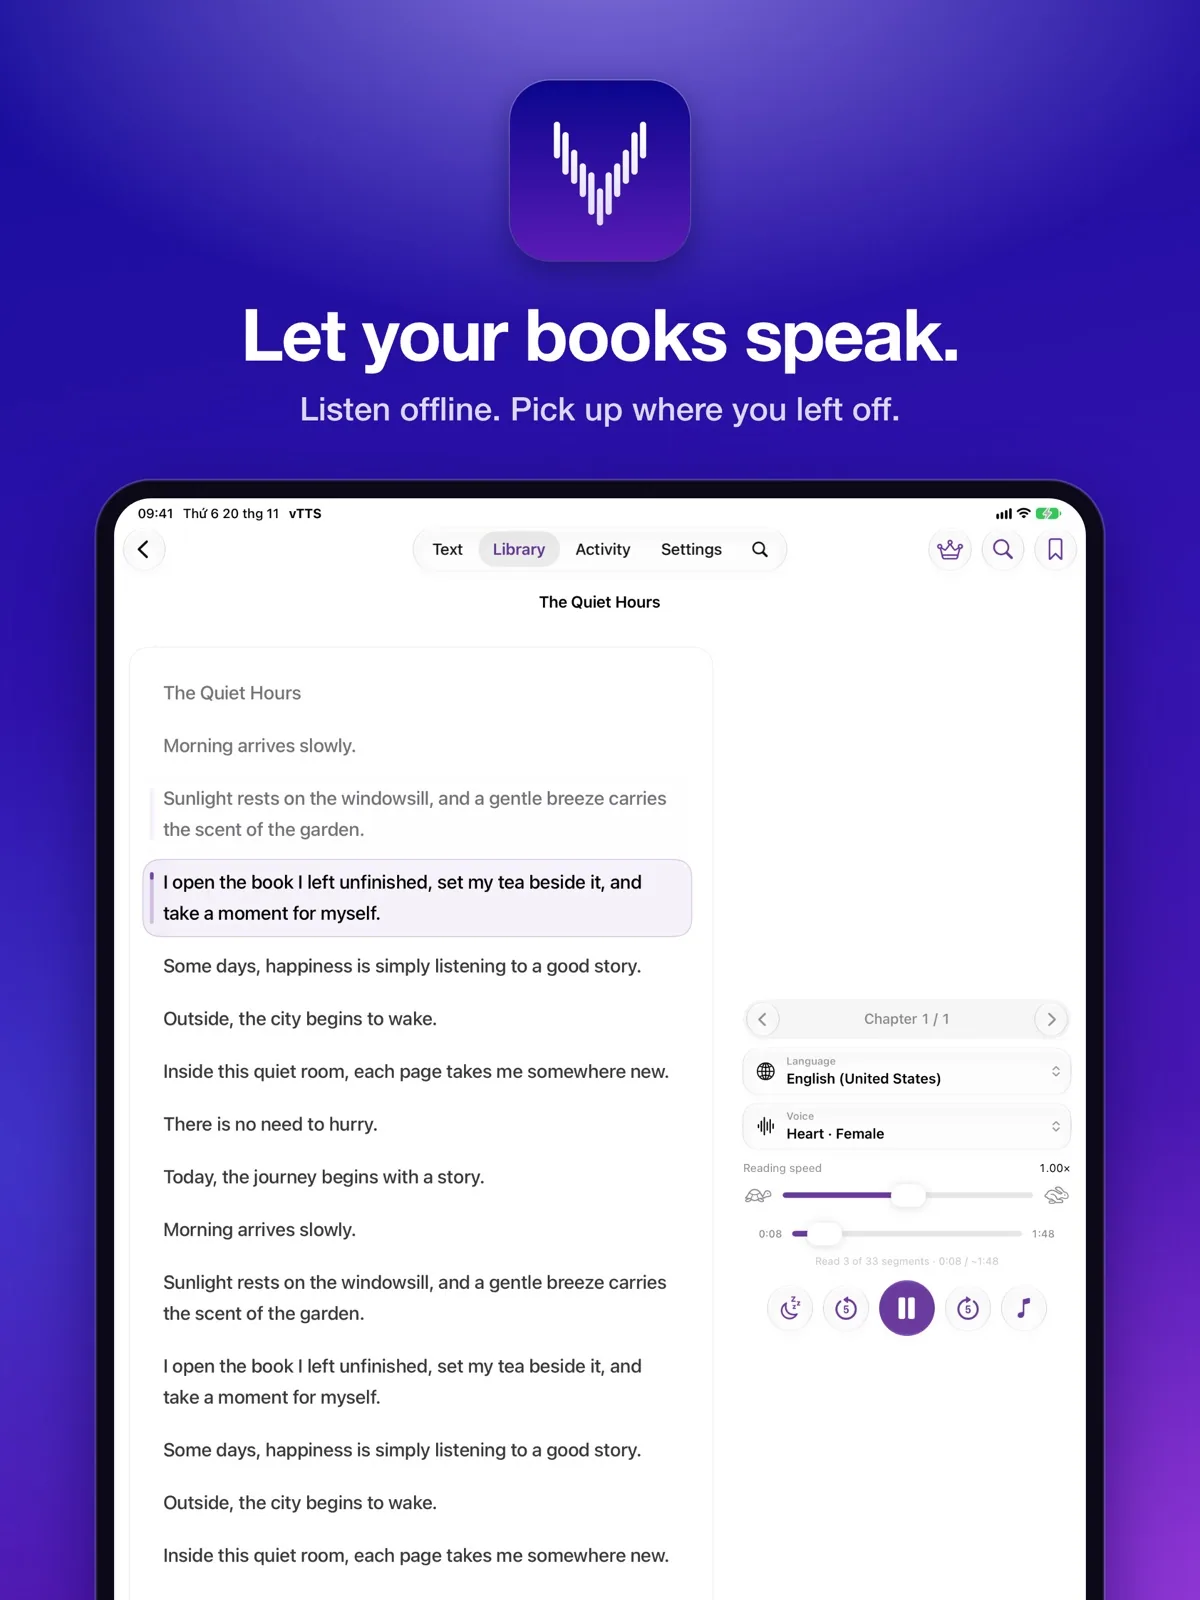 Let your books speak.
Listen offline. Pick up where you left off.
09:41 Thứ 6 20 thg 11 vTTS
Text Library Activity Settings
The Quiet Hours
The Quiet Hours
Morning arrives slowly.
Sunlight rests on the windowsill, and a gentle breeze carries
the scent of the garden.
I open the book I left unfinished, set my tea beside it, and
take a moment for myself.
Some days, happiness is simply listening to a good story.
Outside, the city begins to wake.
Inside this quiet room, each page takes me somewhere new.
There is no need to hurry.
Today, the journey begins with a story.
Morning arrives slowly.
Sunlight rests on the windowsill, and a gentle breeze carries
the scent of the garden.
I open the book I left unfinished, set my tea beside it, and
take a moment for myself.
Some days, happiness is simply listening to a good story.
Outside, the city begins to wake.
Inside this quiet room, each page takes me somewhere new.
Chapter 1 / 1
Language
English (United States)
Voice
Heart · Female
Reading speed 1.00×
0:08 1:48
Read 3 of 33 segments · 0:08 / ~1:48
5 5